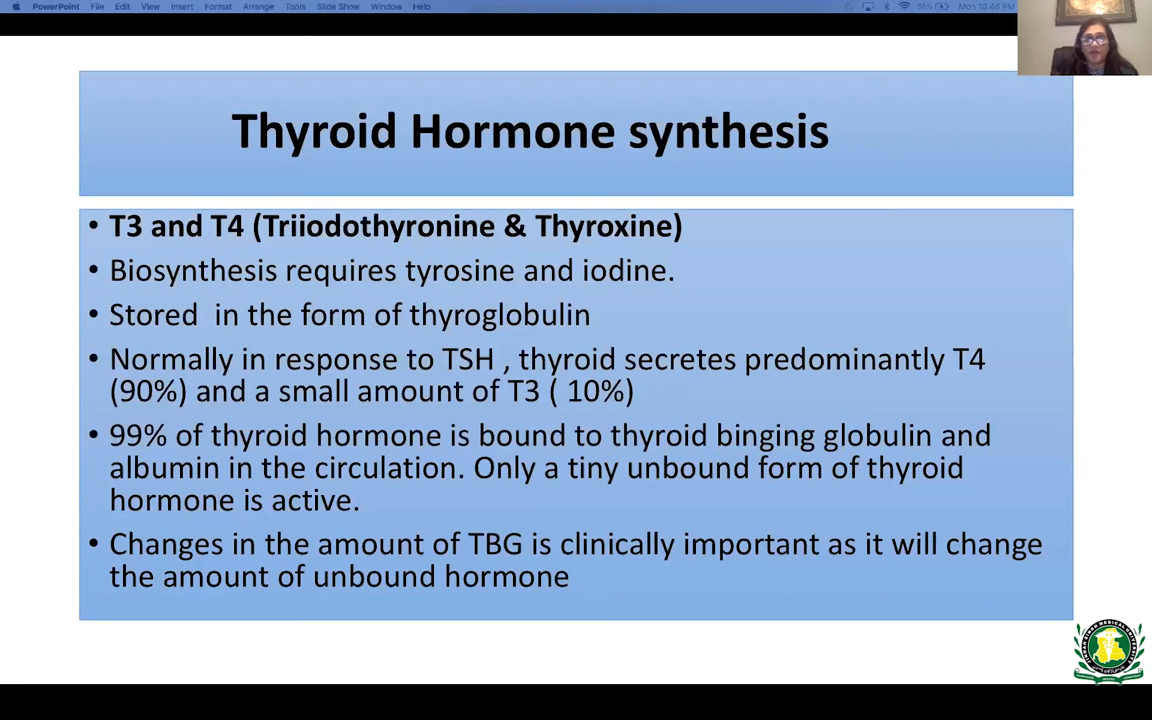 PowerPoint File Edit View Insert Format Arrange Tools Slide Show Window Help
Mon 10:46 PM
Thyroid Hormone synthesis
• T3 and T4 (Triiodothyronine & Thyroxine)
• Biosynthesis requires tyrosine and iodine.
• Stored in the form of thyroglobulin
• Normally in response to TSH , thyroid secretes predominantly T4
(90%) and a small amount of T3 ( 10%)
• 99% of thyroid hormone is bound to thyroid binging globulin and
albumin in the circulation. Only a tiny unbound form of thyroid
hormone is active.
• Changes in the amount of TBG is clinically important as it will change
the amount of unbound hormone